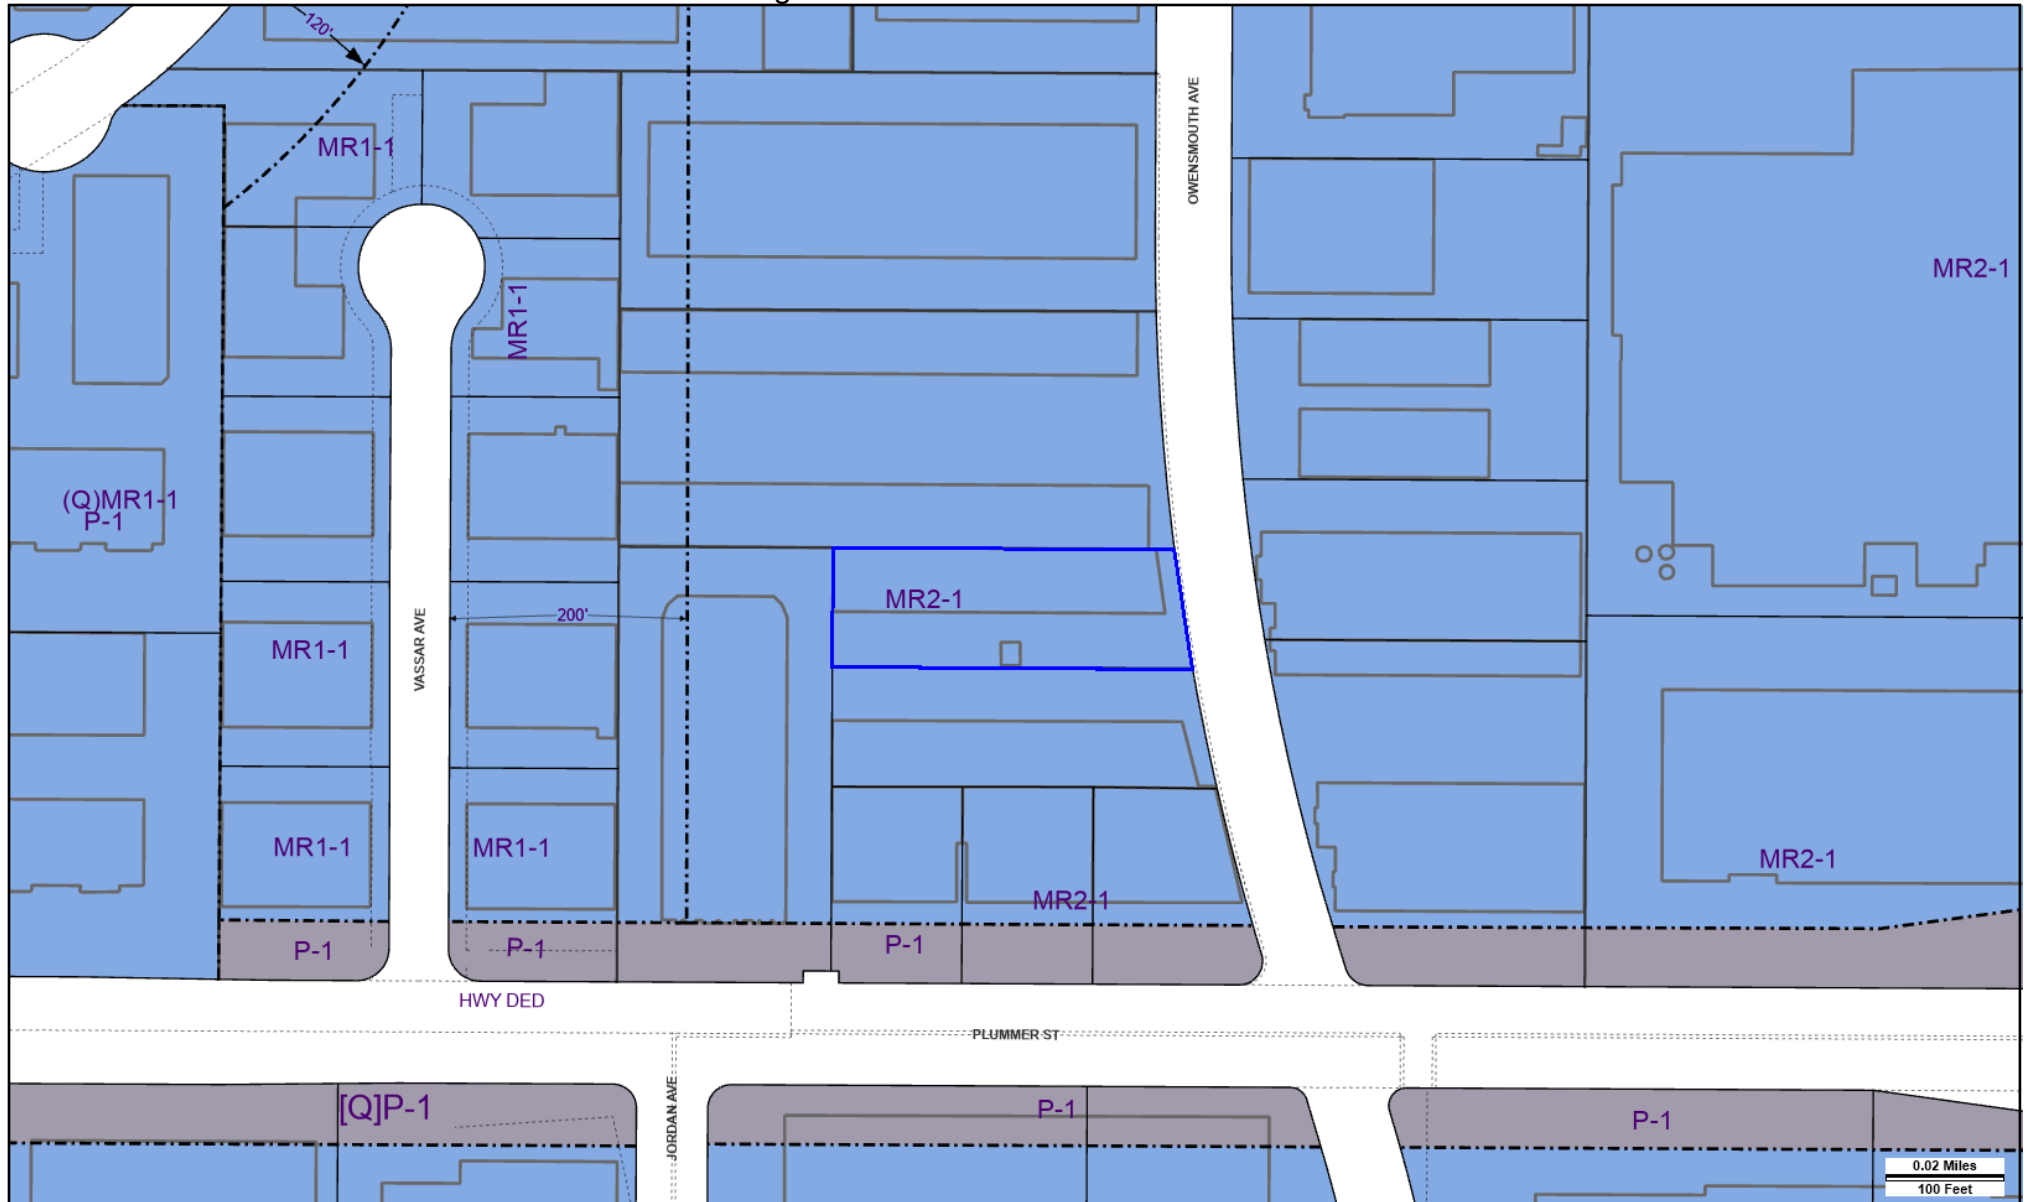 120'
OWENSMOUTH AVE
MR1-1
MR2-1
MR1-1
(Q)MR1-1
P-1
MR2-1
200'
VASSAR AVE
MR1-1
MR1-1
MR1-1
MR2-1
MR2-1
P-1
P-1
P-1
HWY DED
PLUMMER ST
JORDAN AVE
[Q]P-1
P-1
P-1
0.02 Miles
100 Feet